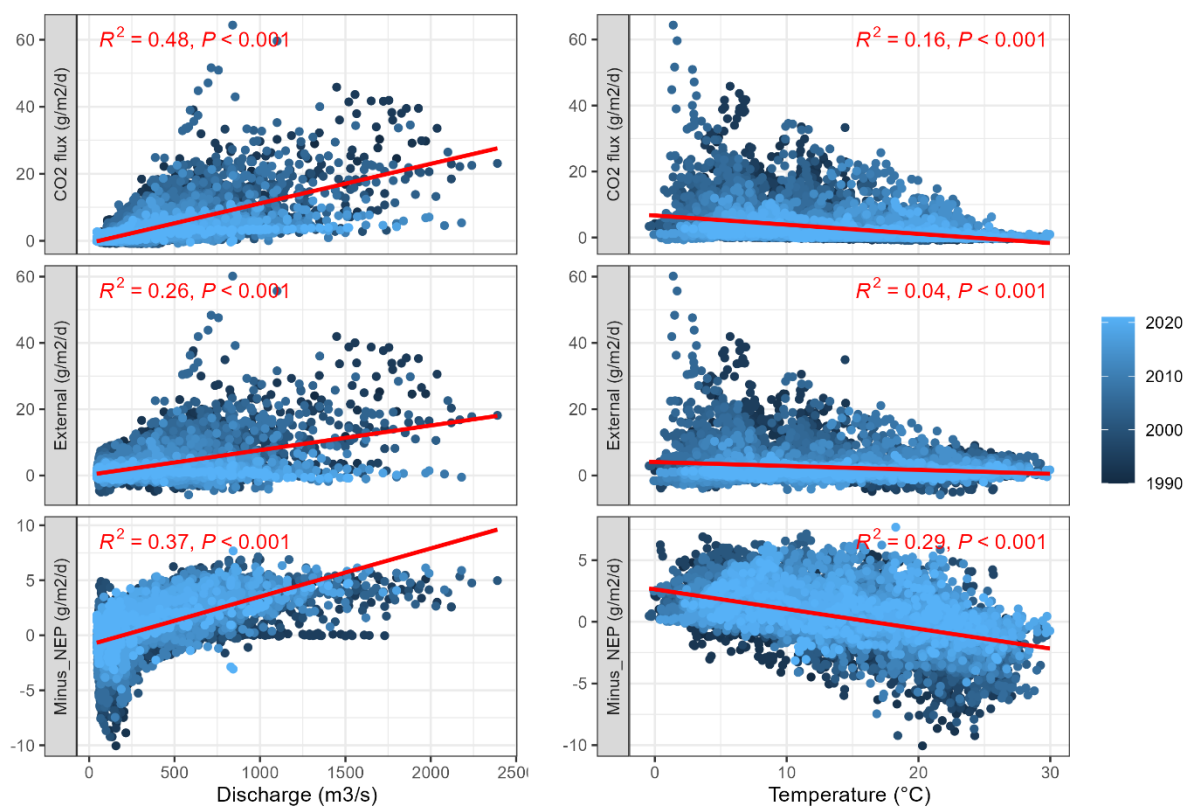 R² = 0.48, P < 0.001
CO2 flux (g/m2/d)
60
40
20
0
R² = 0.26, P < 0.001
External (g/m2/d)
60
40
20
0
R² = 0.37, P < 0.001
Minus_NEP (g/m2/d)
10
5
0
-5
-10
0 500 1000 1500 2000 2500
Discharge (m3/s)
R² = 0.16, P < 0.001
CO2 flux (g/m2/d)
60
40
20
0
R² = 0.04, P < 0.001
External (g/m2/d)
60
40
20
0
R² = 0.29, P < 0.001
Minus_NEP (g/m2/d)
5
0
-5
-10
0 10 20 30
Temperature (°C)
2020
2010
2000
1990